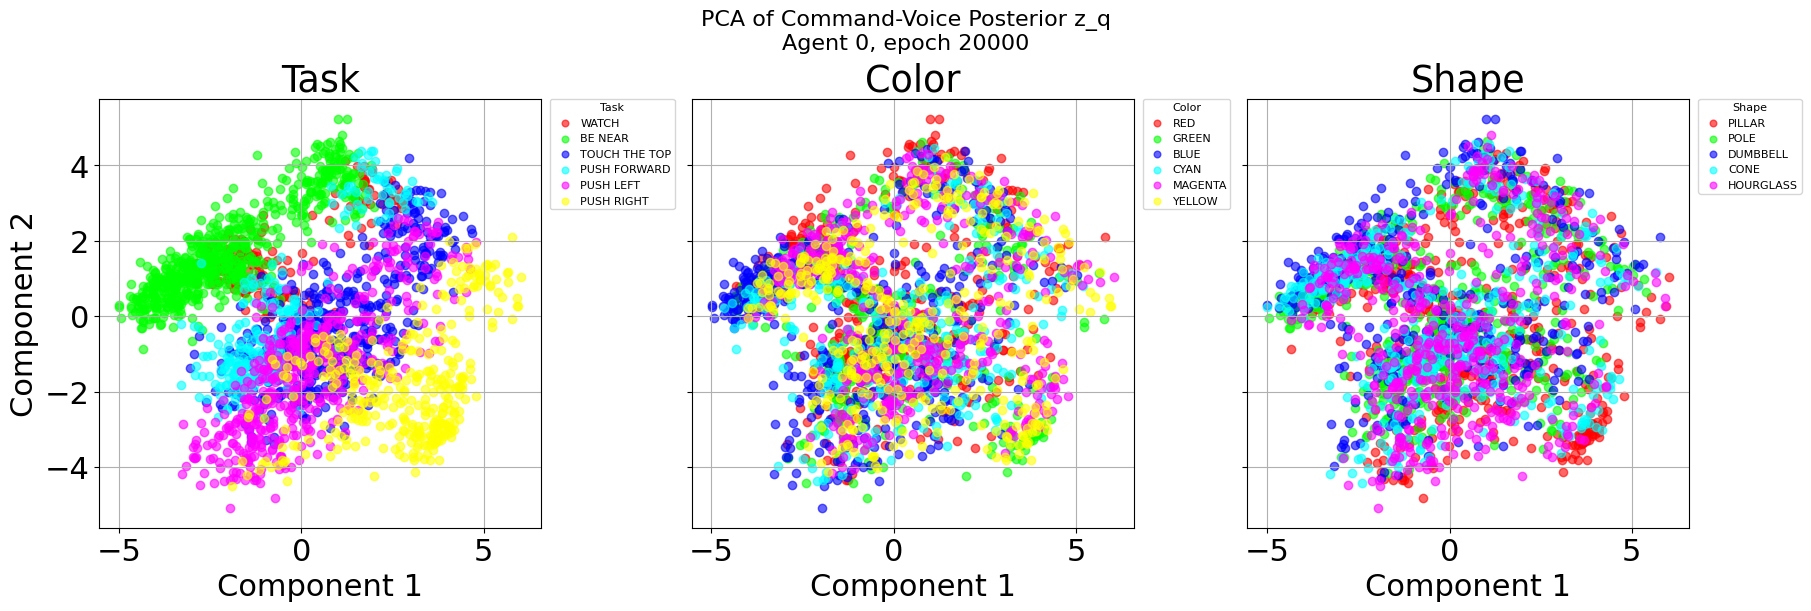 PCA of Command-Voice Posterior z_q
Agent 0, epoch 20000
Task
Component 2
4
2
0
−2
−4
−5
0
5
Component 1
Task
WATCH
BE NEAR
TOUCH THE TOP
PUSH FORWARD
PUSH LEFT
PUSH RIGHT
Color
−5
0
5
Component 1
Color
RED
GREEN
BLUE
CYAN
MAGENTA
YELLOW
Shape
−5
0
5
Component 1
Shape
PILLAR
POLE
DUMBBELL
CONE
HOURGLASS